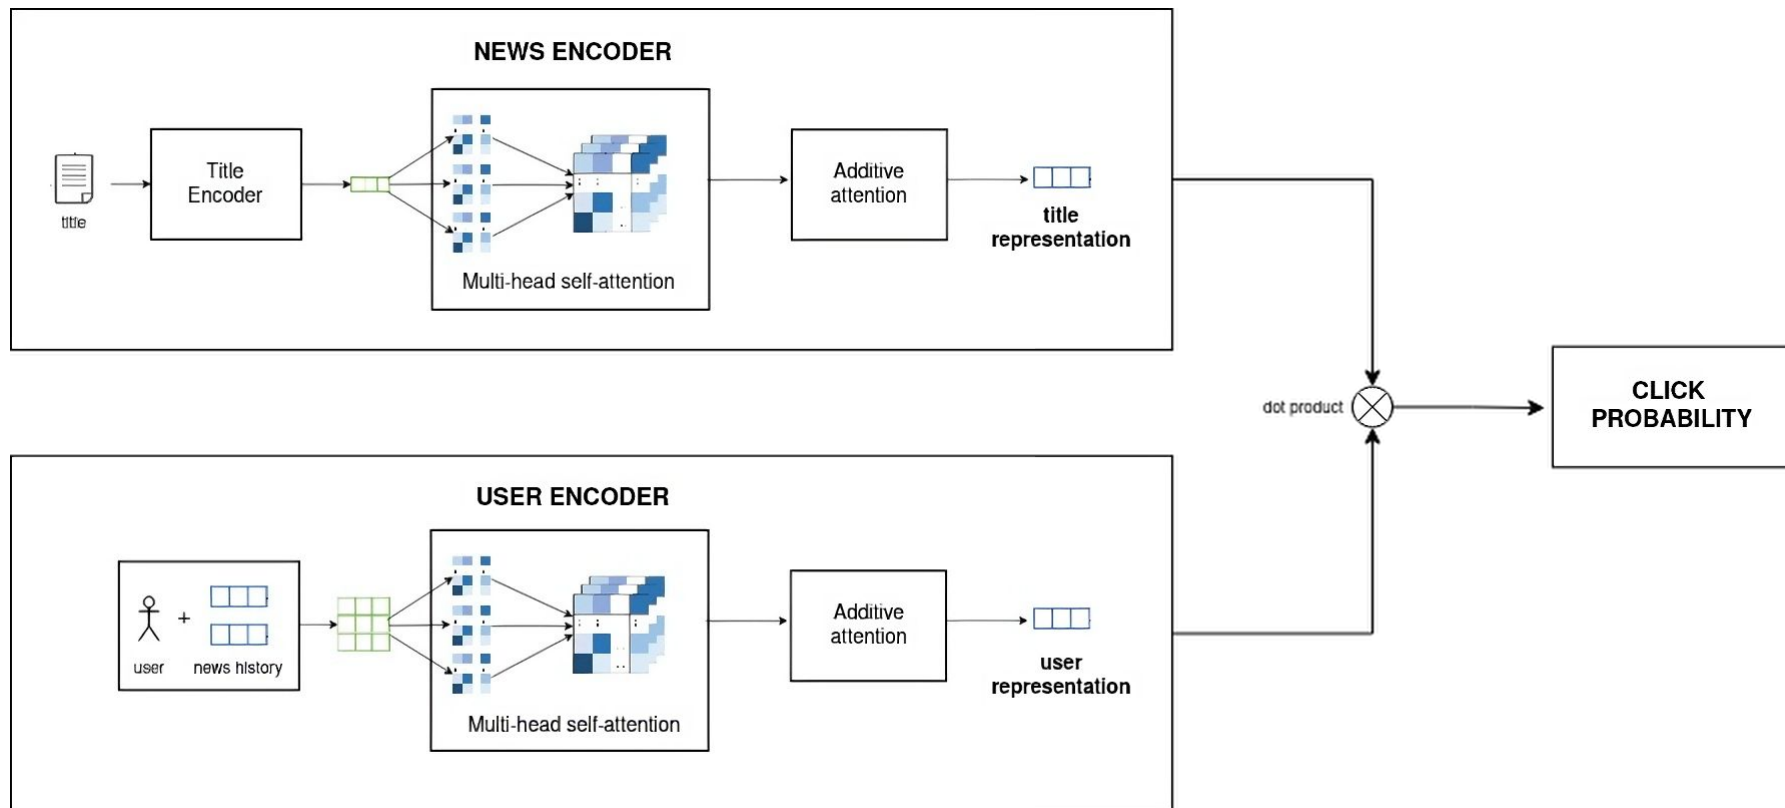 NEWS ENCODER
title
Title
Encoder
Multi-head self-attention
Additive
attention
title
representation
dot product
CLICK
PROBABILITY
USER ENCODER
user
+
news history
Multi-head self-attention
Additive
attention
user
representation